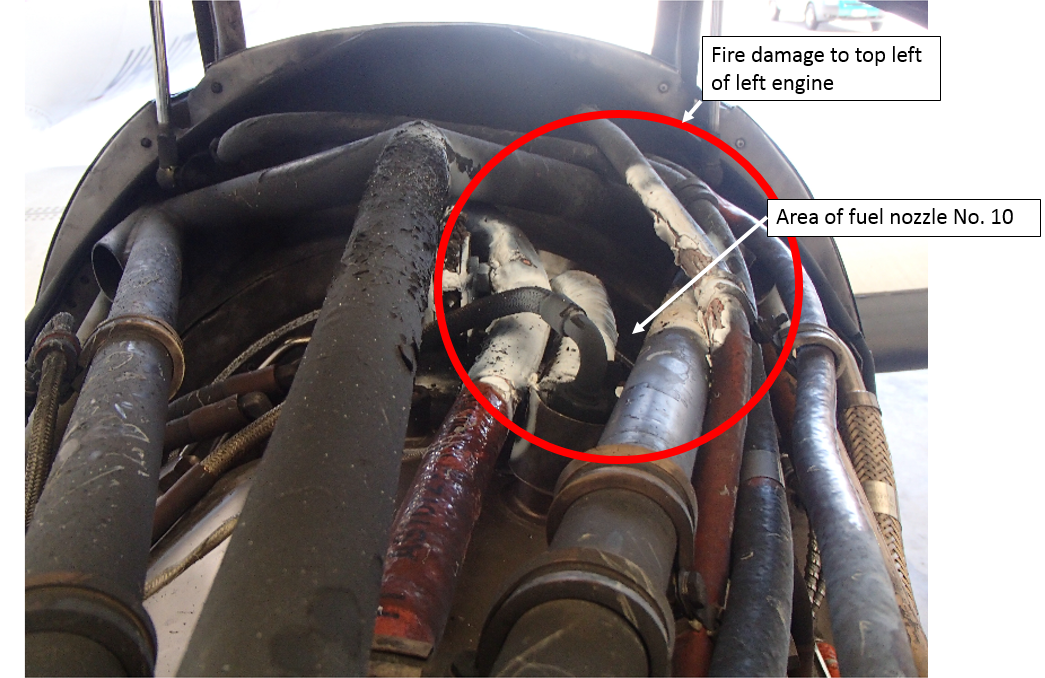 Fire damage to top left
of left engine
Area of fuel nozzle No. 10